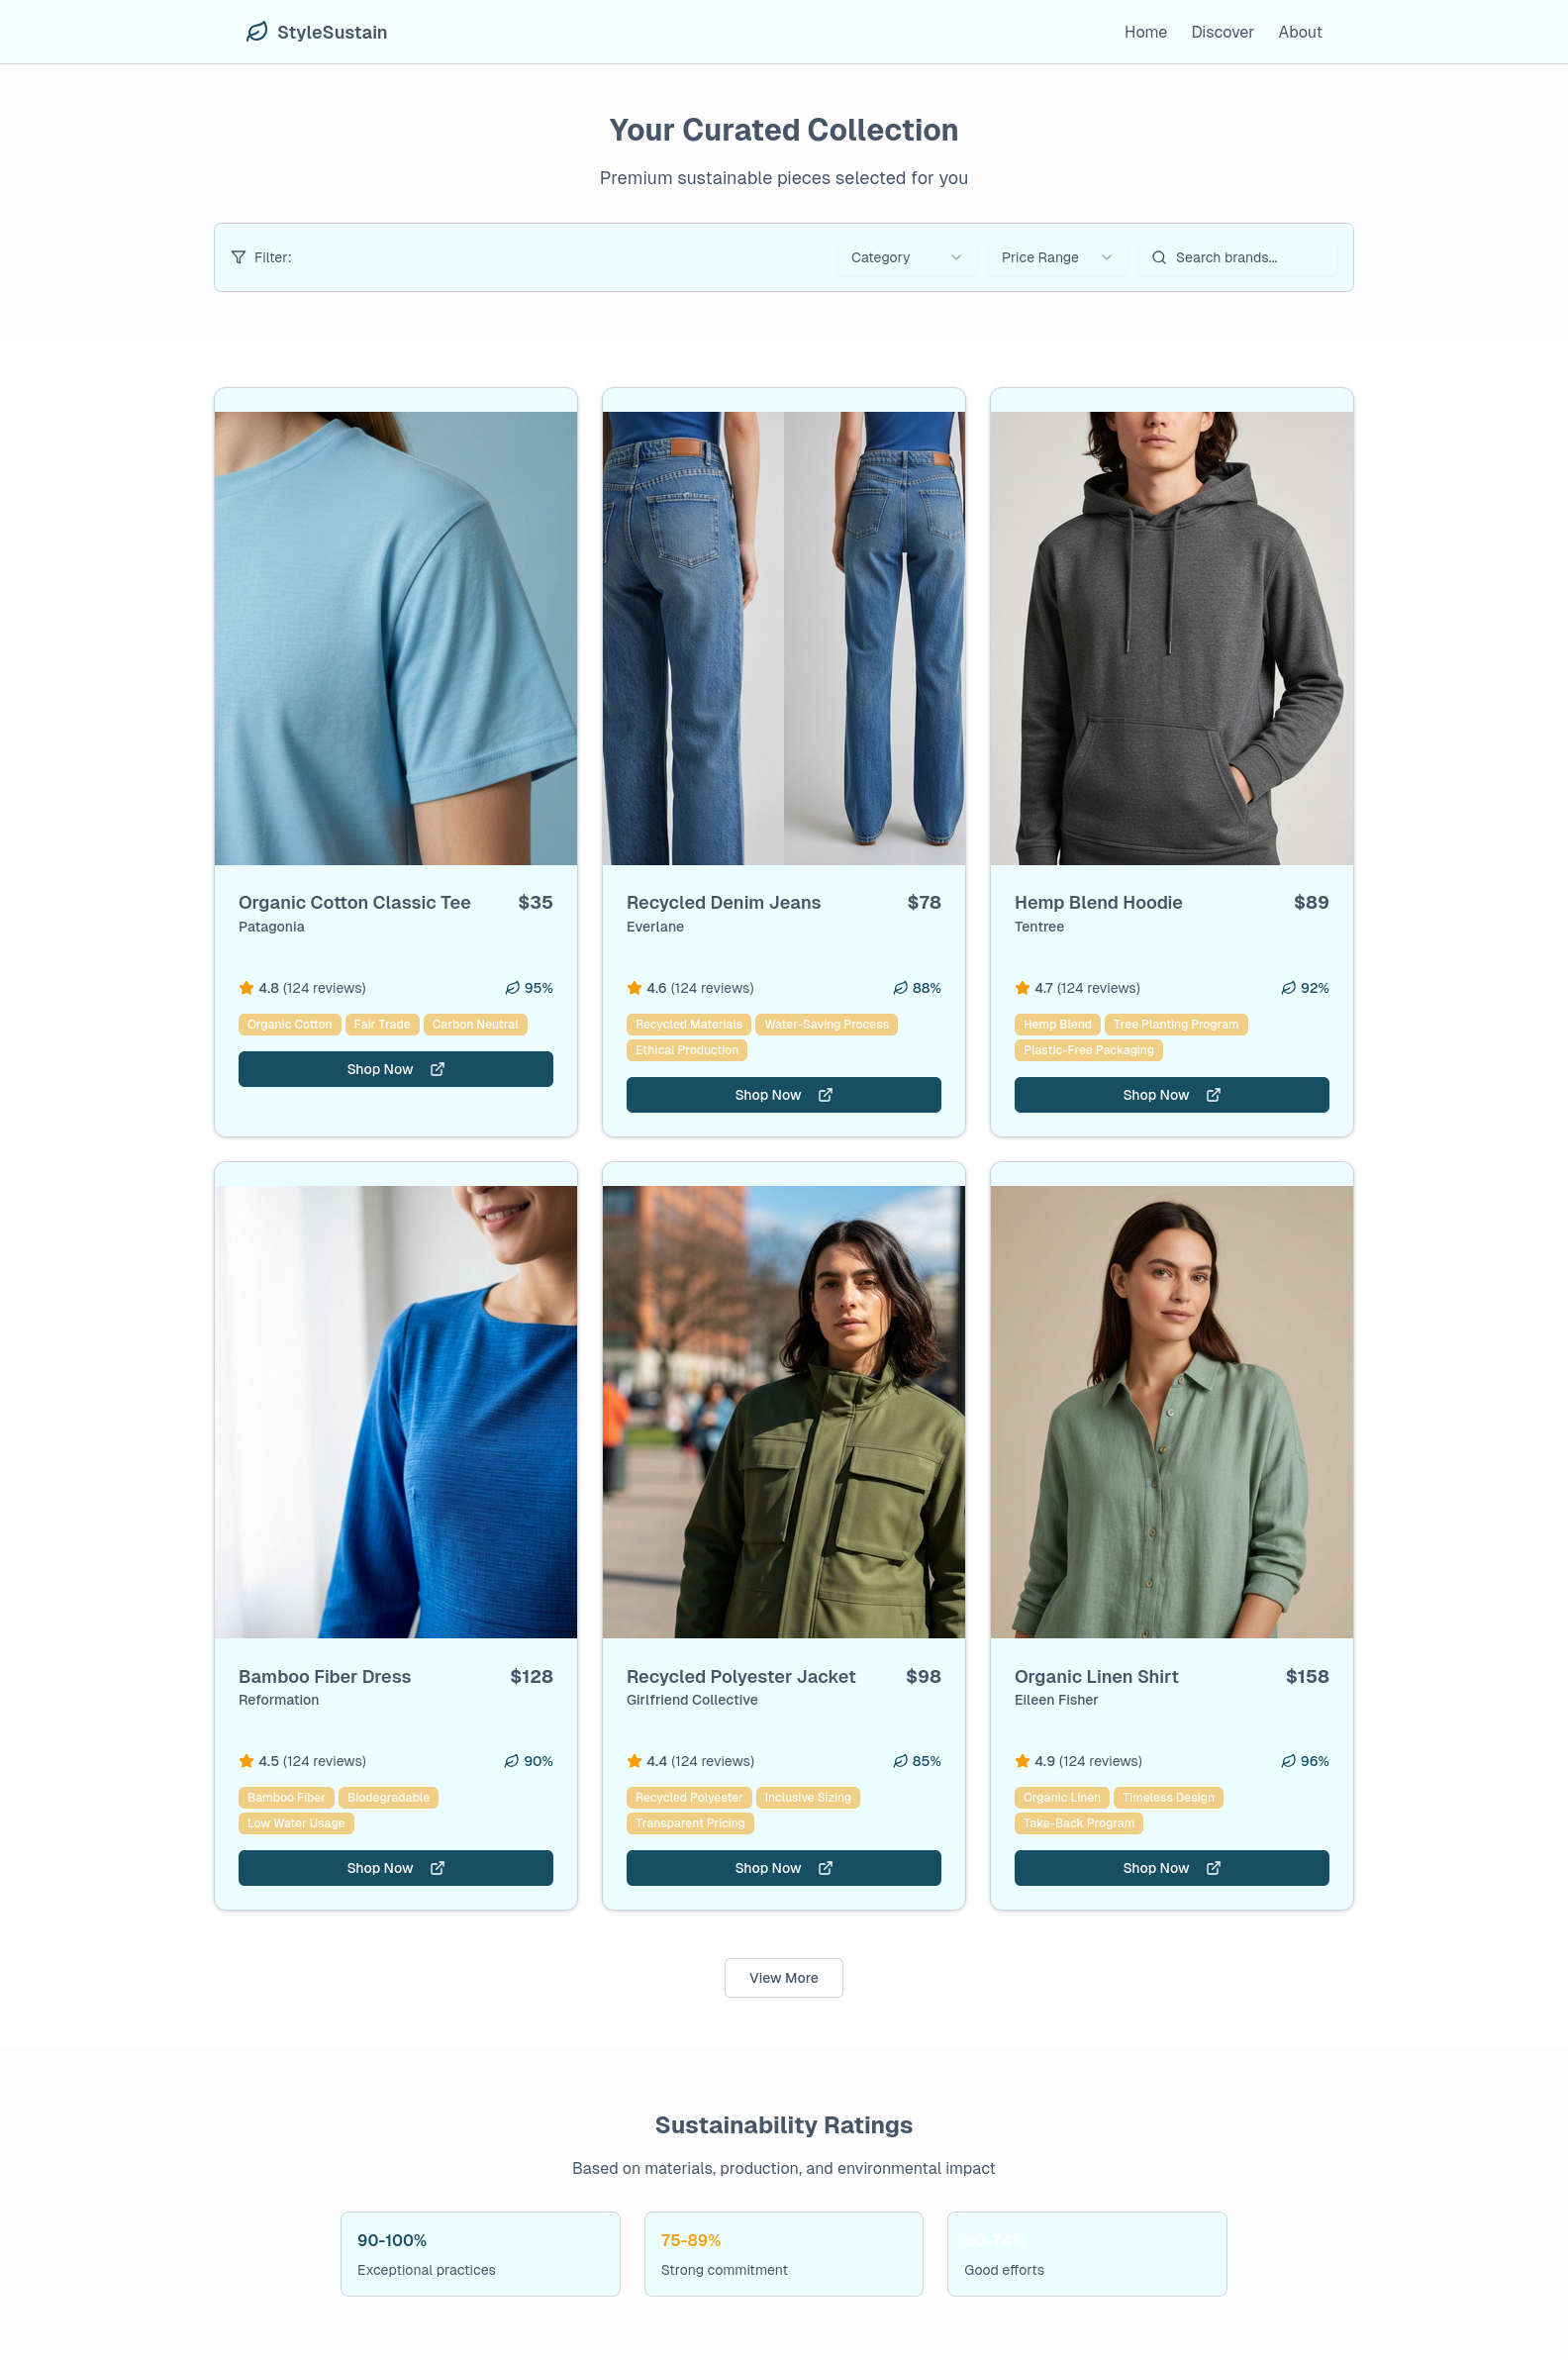 StyleSustain
Home Discover About
Your Curated Collection
Premium sustainable pieces selected for you
Filter:
Category
Price Range
Search brands...
Organic Cotton Classic Tee $35
Patagonia
4.8 (124 reviews) 95%
Organic Cotton Fair Trade Carbon Neutral
Shop Now
Recycled Denim Jeans $78
Everlane
4.6 (124 reviews) 88%
Recycled Materials Water-Saving Process
Ethical Production
Shop Now
Hemp Blend Hoodie $89
Tentree
4.7 (124 reviews) 92%
Hemp Blend Tree Planting Program
Plastic-Free Packaging
Shop Now
Bamboo Fiber Dress $128
Reformation
4.5 (124 reviews) 90%
Bamboo Fiber Biodegradable
Low Water Usage
Shop Now
Recycled Polyester Jacket $98
Girlfriend Collective
4.4 (124 reviews) 85%
Recycled Polyester Inclusive Sizing
Transparent Pricing
Shop Now
Organic Linen Shirt $158
Eileen Fisher
4.9 (124 reviews) 96%
Organic Linen Timeless Design
Take-Back Program
Shop Now
View More
Sustainability Ratings
Based on materials, production, and environmental impact
90-100%
Exceptional practices
75-89%
Strong commitment
60-74%
Good efforts